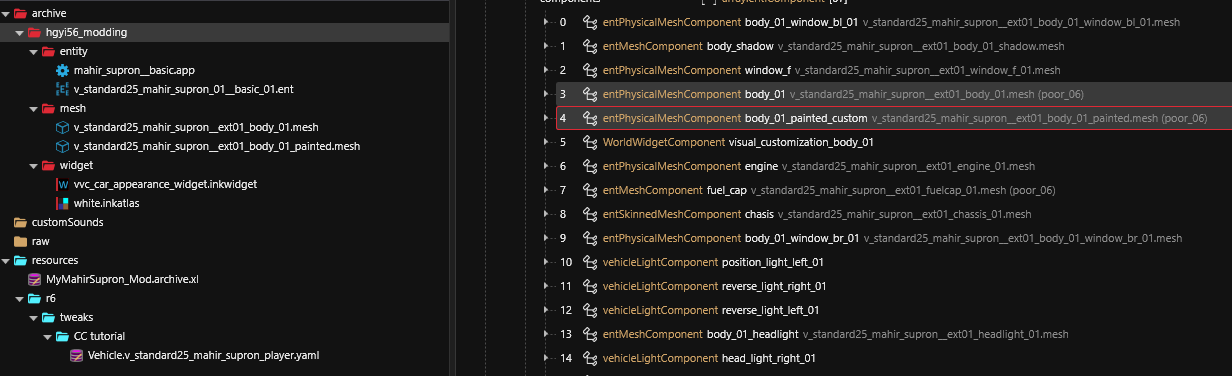 archive
hgyi56_modding
entity
mahir_supron__basic.app
v_standard25_mahir_supron_01__basic_01.ent
mesh
v_standard25_mahir_supron__ext01_body_01.mesh
v_standard25_mahir_supron__ext01_body_01_painted.mesh
widget
vvc_car_appearance_widget.inkwidget
white.inkatlas
customSounds
raw
resources
MyMahirSupron_Mod.archive.xl
r6
tweaks
CC tutorial
Vehicle.v_standard25_mahir_supron_player.yaml
0 entPhysicalMeshComponent body_01_window_bl_01 v_standard25_mahir_supron__ext01_body_01_window_bl_01.mesh
1 entMeshComponent body_shadow v_standard25_mahir_supron__ext01_body_01_shadow.mesh
2 entPhysicalMeshComponent window_f v_standard25_mahir_supron__ext01_window_f_01.mesh
3 entPhysicalMeshComponent body_01 v_standard25_mahir_supron__ext01_body_01.mesh (poor_06)
4 entPhysicalMeshComponent body_01_painted_custom v_standard25_mahir_supron__ext01_body_01_painted.mesh (poor_06)
5 WorldWidgetComponent visual_customization_body_01
6 entPhysicalMeshComponent engine v_standard25_mahir_supron__ext01_engine_01.mesh
7 entMeshComponent fuel_cap v_standard25_mahir_supron__ext01_fuelcap_01.mesh (poor_06)
8 entSkinnedMeshComponent chasis v_standard25_mahir_supron__ext01_chassis_01.mesh
9 entPhysicalMeshComponent body_01_window_br_01 v_standard25_mahir_supron__ext01_body_01_window_br_01.mesh
10 vehicleLightComponent position_light_left_01
11 vehicleLightComponent reverse_light_right_01
12 vehicleLightComponent reverse_light_left_01
13 entMeshComponent body_01_headlight v_standard25_mahir_supron__ext01_headlight_01.mesh
14 vehicleLightComponent head_light_right_01